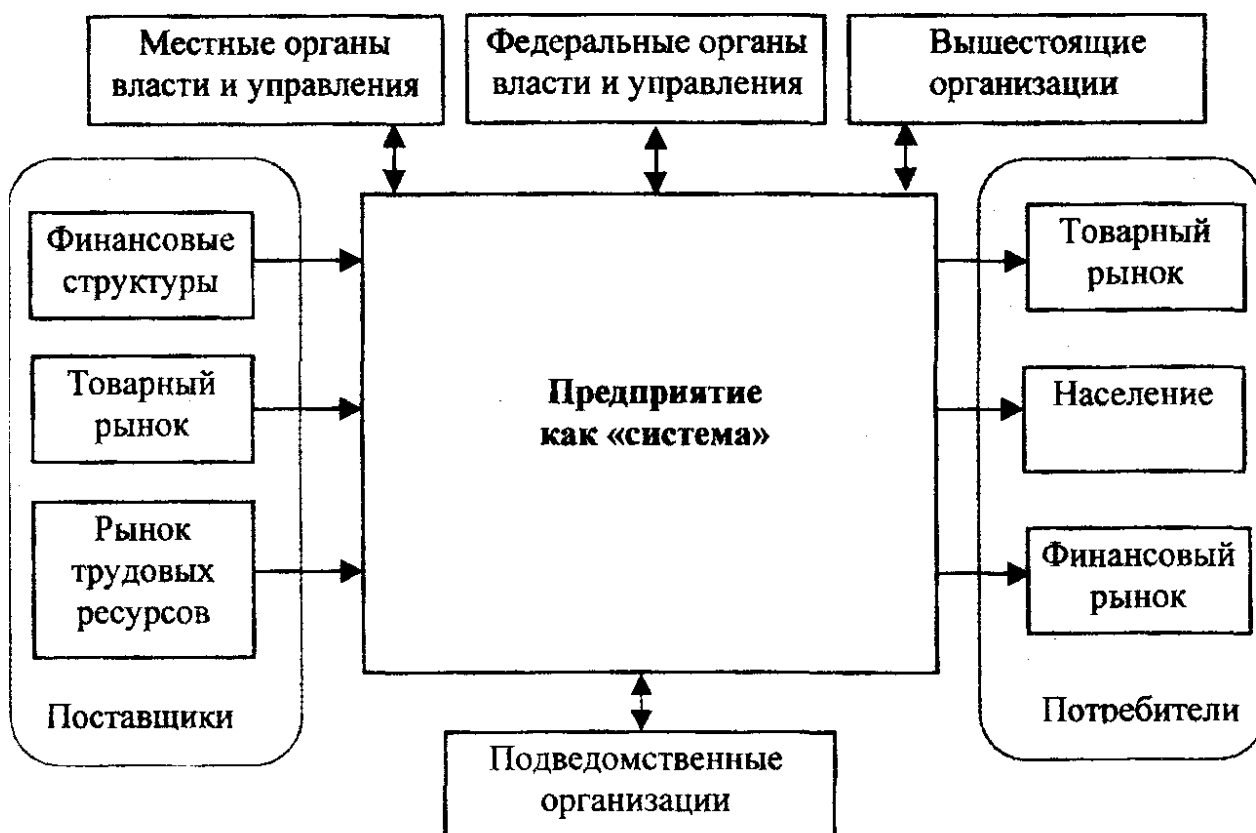 Местные органы
власти и управления
Федеральные органы
власти и управления
Вышестоящие
организации
Финансовые
структуры
Товарный
рынок
Рынок
трудовых
ресурсов
Поставщики
Предприятие
как «система»
Товарный
рынок
Население
Финансовый
рынок
Потребители
Подведомственные
организации